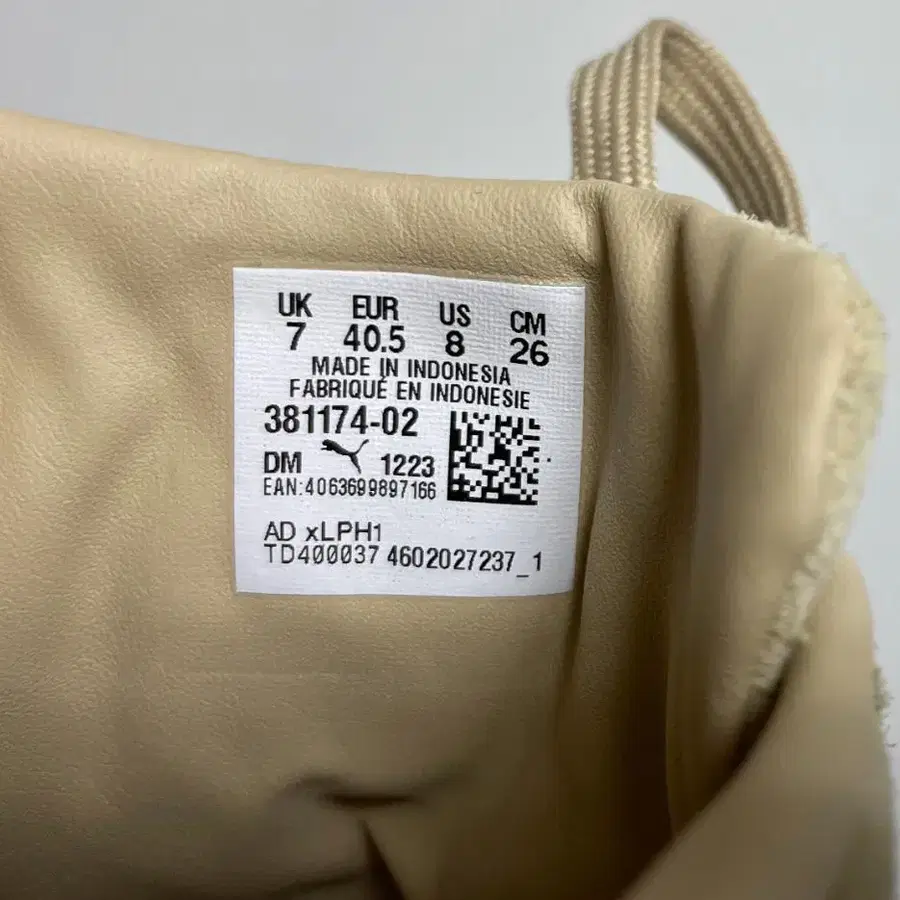 UK EUR US CM
7 40.5 8 26
MADE IN INDONESIA
FABRIQUÉ EN INDONESIE
381174-02
DM 1223
EAN:4063699897166
AD xLPH1
TD400037 4602027237_1